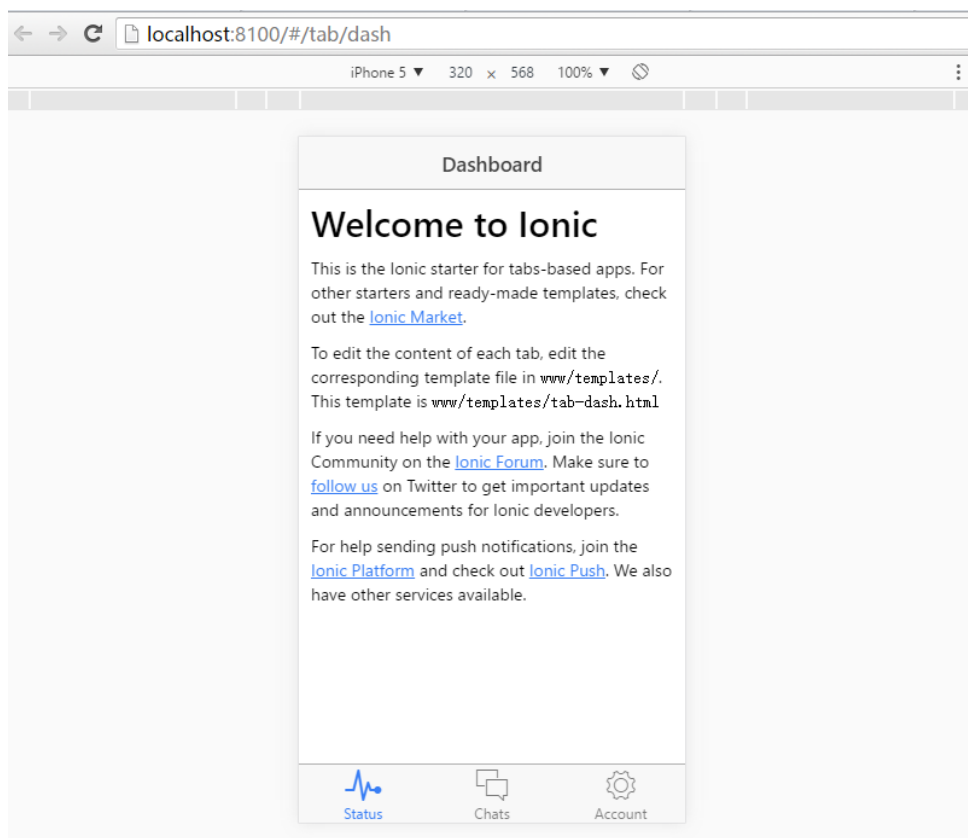 localhost:8100/#/tab/dash
iPhone 5 ▼ 320 × 568 100% ▼
Dashboard
Welcome to Ionic
This is the Ionic starter for tabs-based apps. For
other starters and ready-made templates, check
out the Ionic Market.
To edit the content of each tab, edit the
corresponding template file in www/templates/.
This template is www/templates/tab-dash.html
If you need help with your app, join the Ionic
Community on the Ionic Forum. Make sure to
follow us on Twitter to get important updates
and announcements for Ionic developers.
For help sending push notifications, join the
Ionic Platform and check out Ionic Push. We also
have other services available.
Status Chats Account